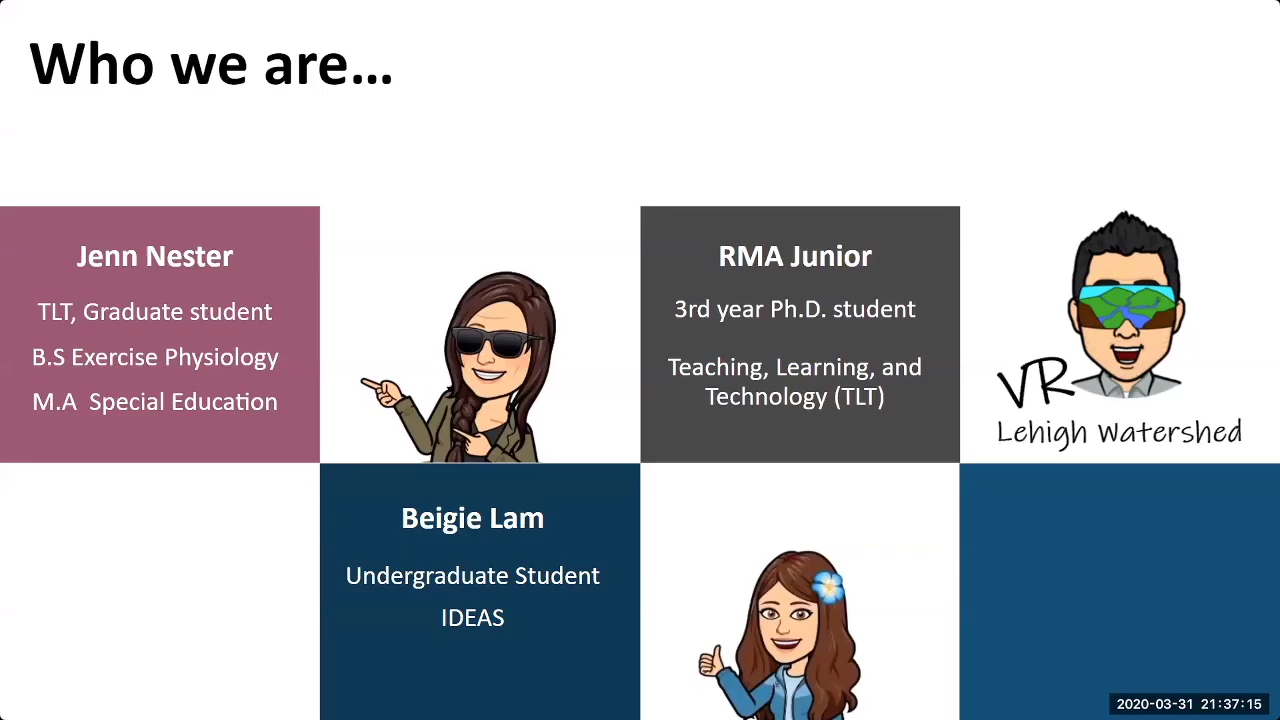 Who we are...
Jenn Nester
TLT, Graduate student
B.S Exercise Physiology
M.A Special Education
RMA Junior
3rd year Ph.D. student
Teaching, Learning, and
Technology (TLT)
VR
Lehigh Watershed
Beigie Lam
Undergraduate Student
IDEAS
2020-03-31 21:37:15